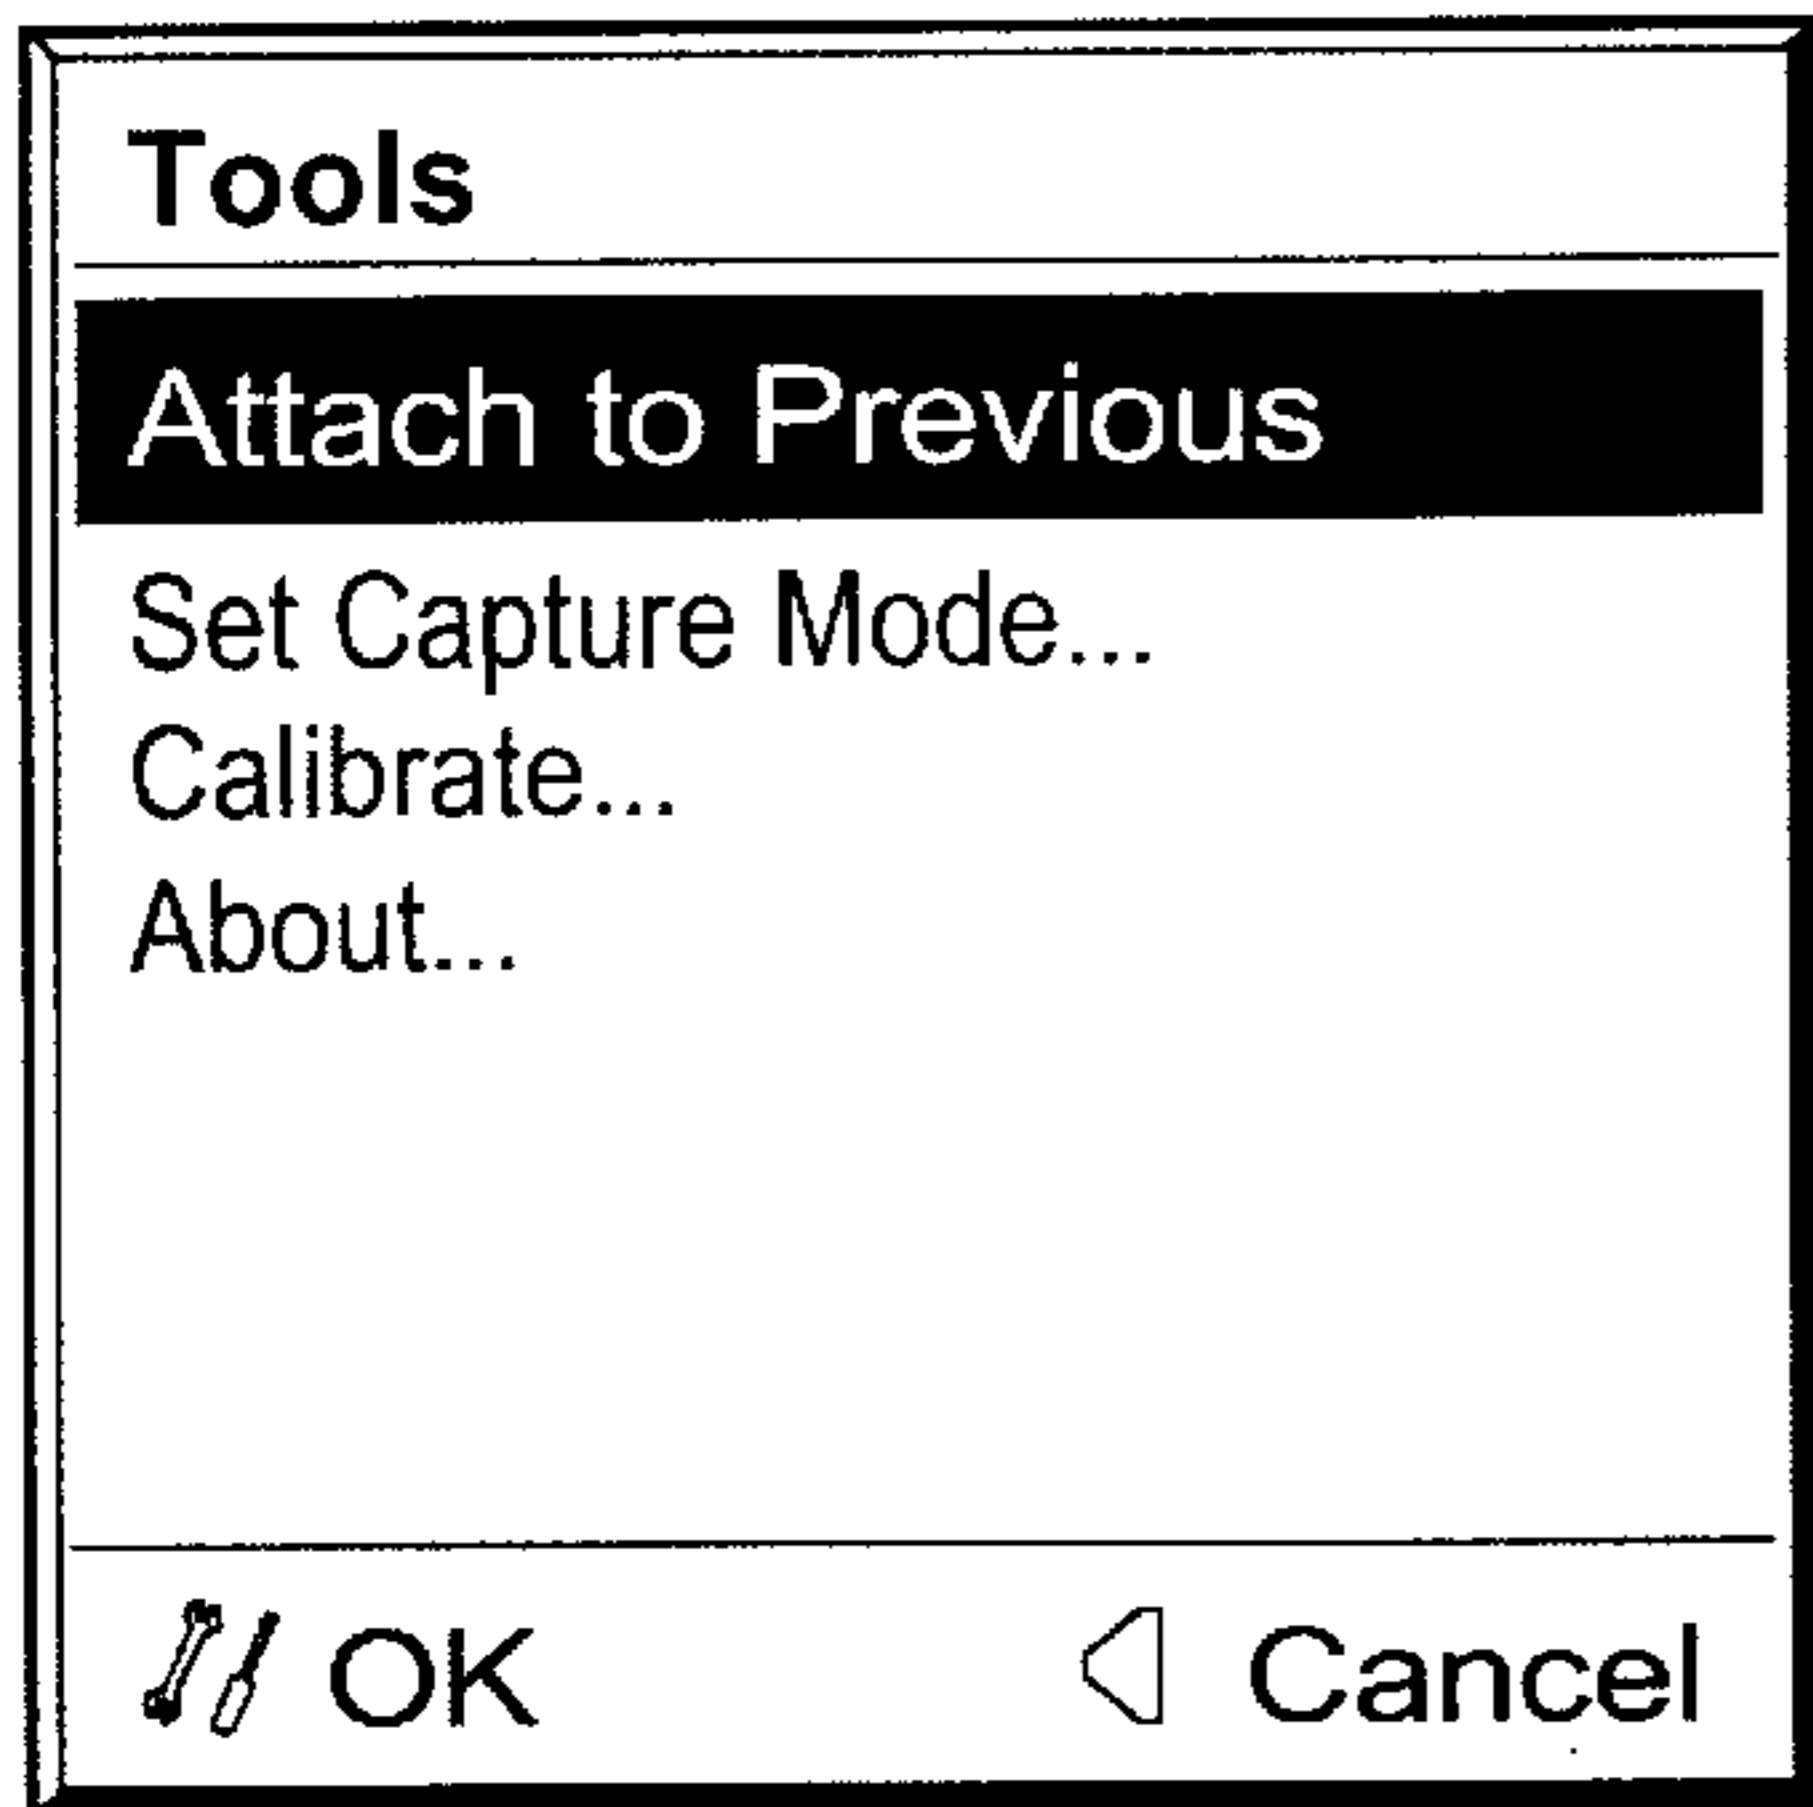 Tools
Attach to Previous
Set Capture Mode...
Calibrate...
About...
OK Cancel